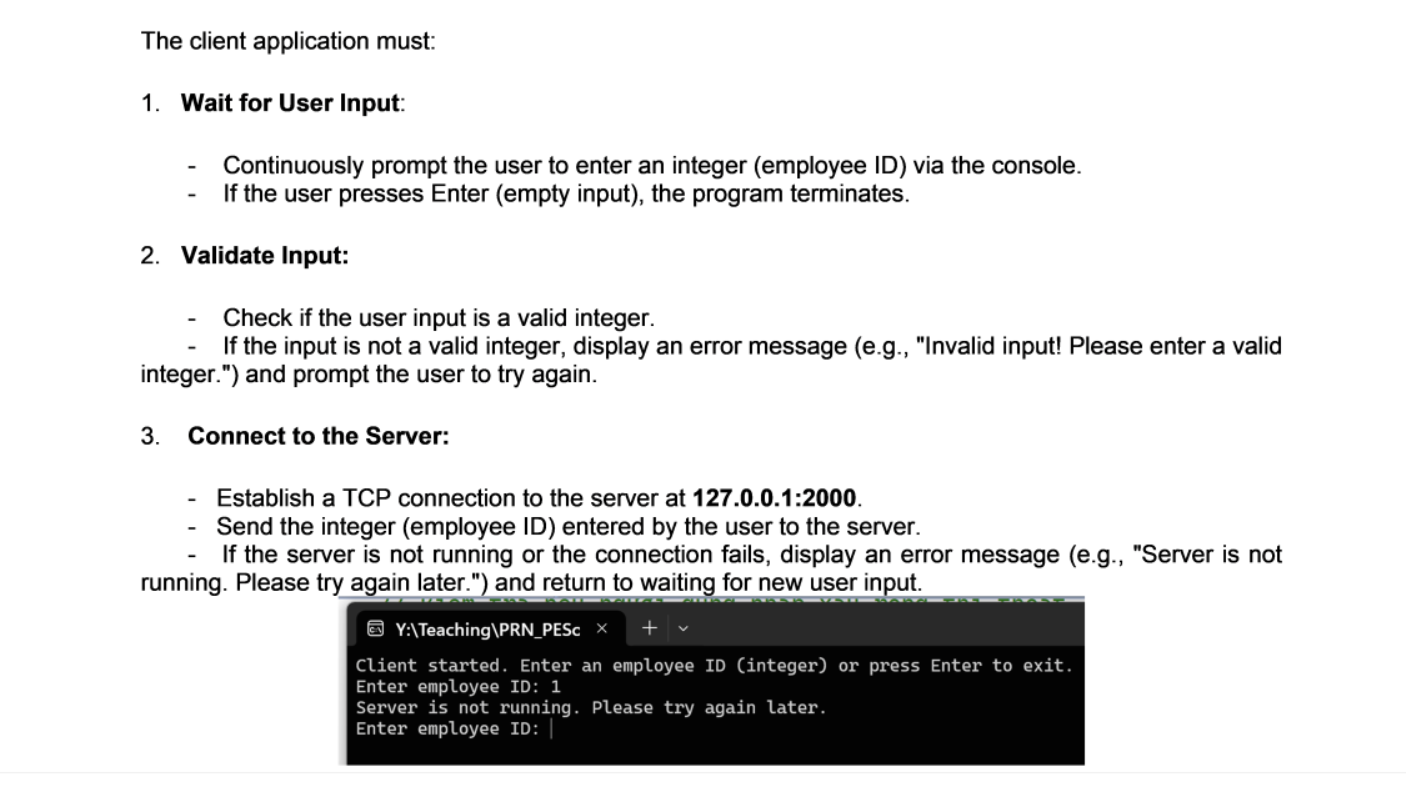 The client application must:
1. Wait for User Input:
- Continuously prompt the user to enter an integer (employee ID) via the console.
- If the user presses Enter (empty input), the program terminates.
2. Validate Input:
- Check if the user input is a valid integer.
- If the input is not a valid integer, display an error message (e.g., "Invalid input! Please enter a valid
integer.") and prompt the user to try again.
3. Connect to the Server:
- Establish a TCP connection to the server at 127.0.0.1:2000.
- Send the integer (employee ID) entered by the user to the server.
- If the server is not running or the connection fails, display an error message (e.g., "Server is not
running. Please try again later.") and return to waiting for new user input.
Y:\Teaching\PRN_PESc
Client started. Enter an employee ID (integer) or press Enter to exit.
Enter employee ID: 1
Server is not running. Please try again later.
Enter employee ID: